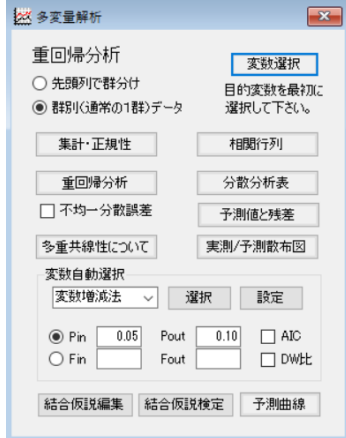 多変量解析
重回帰分析
変数選択
先頭列で群分け
目的変数を最初に
群別(通常の1群)データ
選択して下さい。
集計・正規性
相関行列
重回帰分析
分散分析表
不均一分散誤差
予測値と残差
多重共線性について
実測/予測散布図
変数自動選択
変数増減法
選択
設定
Pin 0.05 Pout 0.10 AIC
Fin Fout DW比
結合仮説編集
結合仮説検定
予測曲線